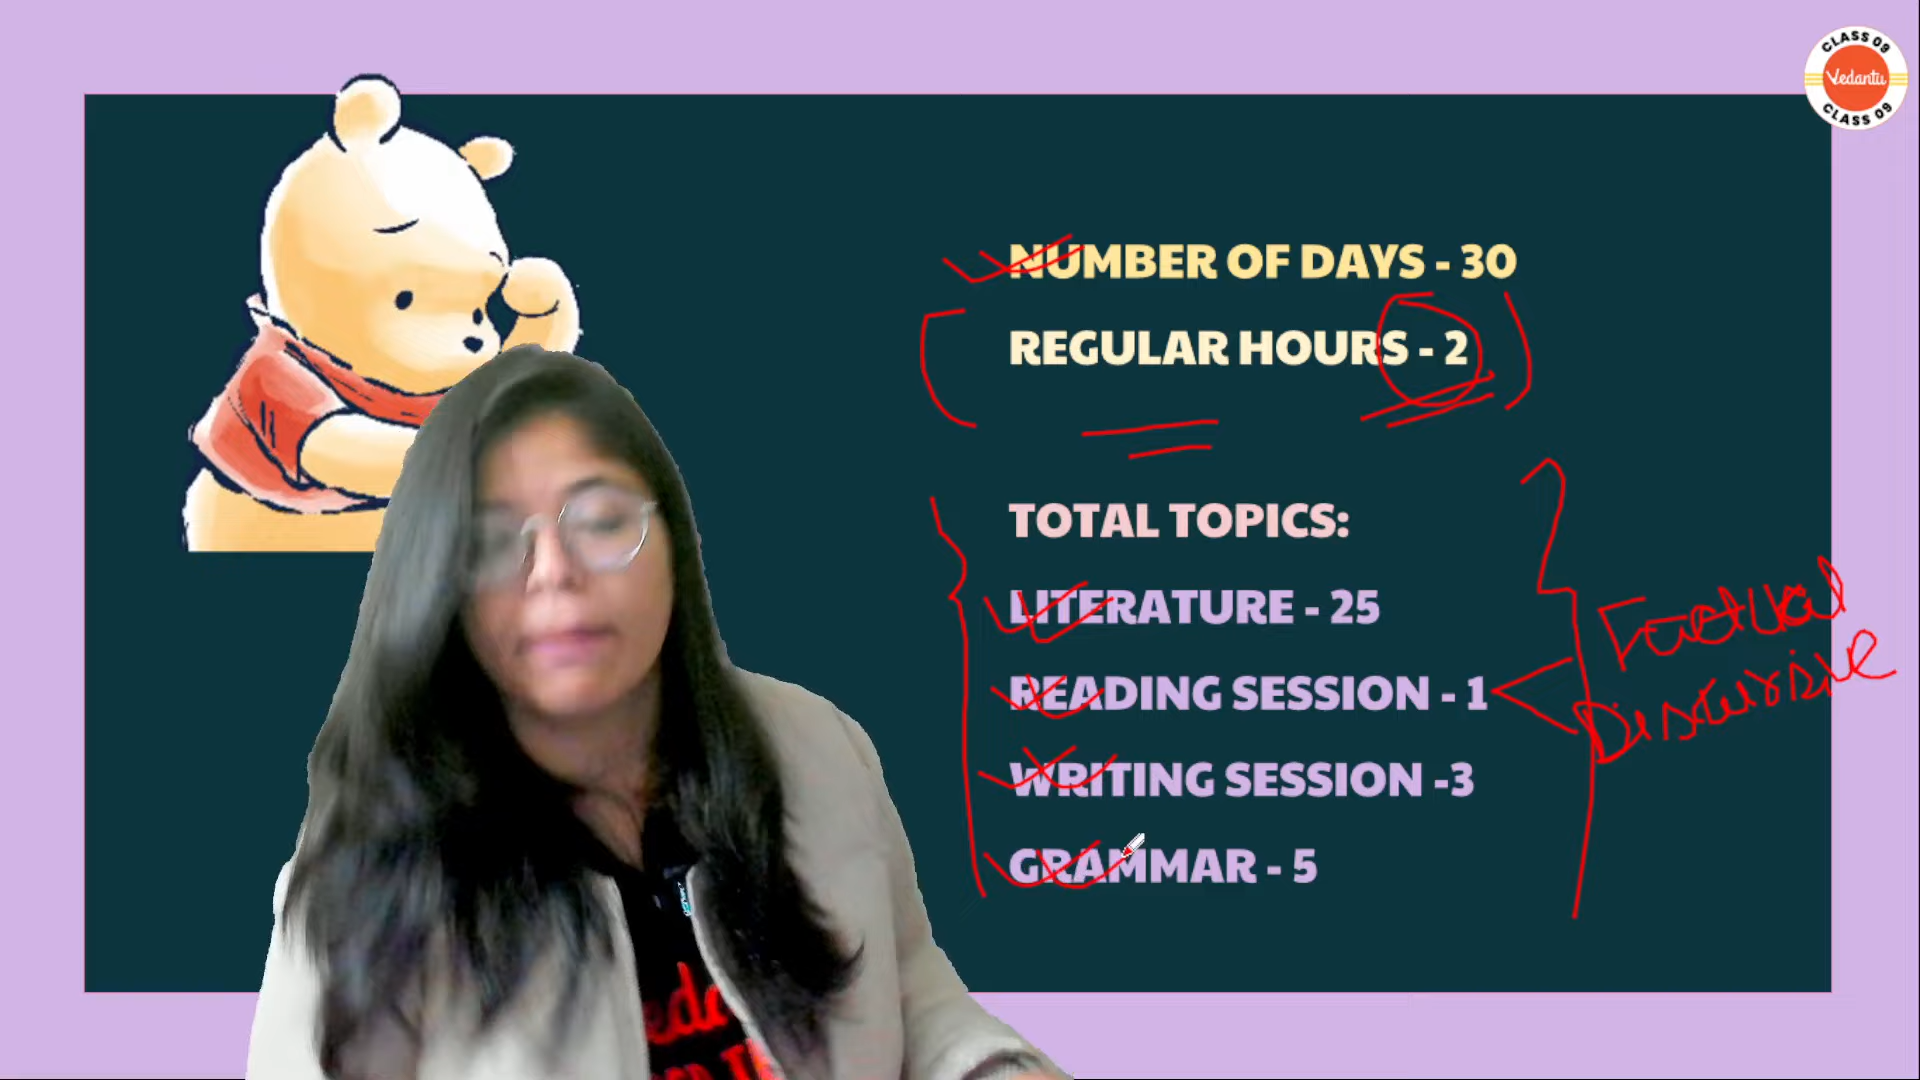 CLASS 09
Vedantu
CLASS 09
NUMBER OF DAYS - 30
REGULAR HOURS - 2
TOTAL TOPICS:
LITERATURE - 25
READING SESSION - 1
WRITING SESSION -3
GRAMMAR - 5
Factual
Discursive